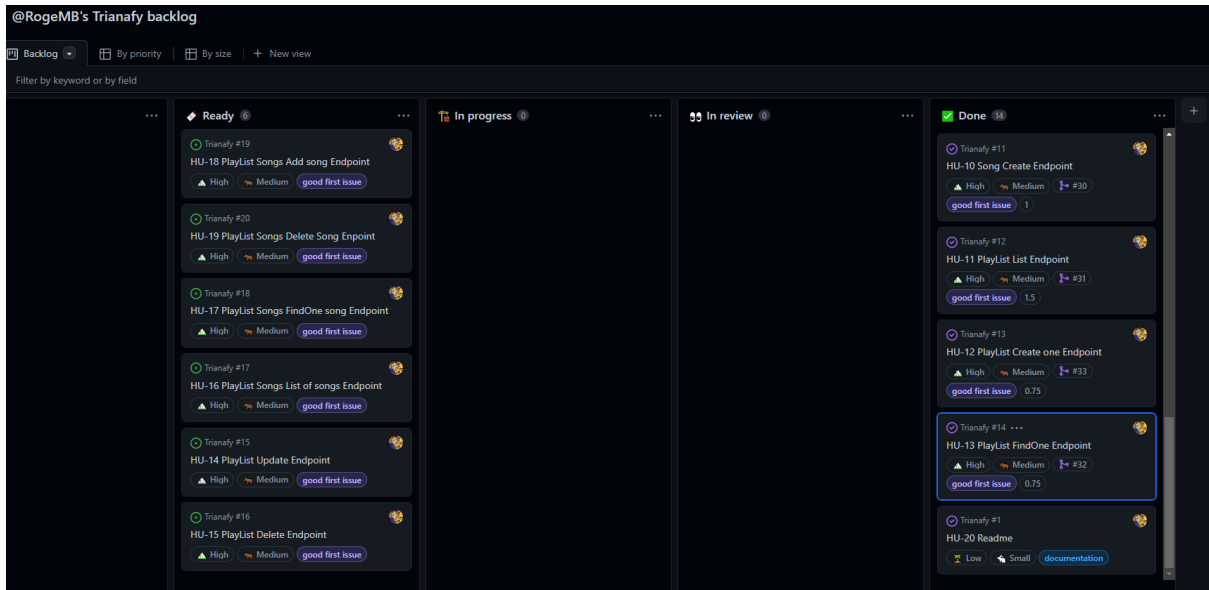 @RogeMB's Trianafy backlog
Backlog
By priority
By size
+ New view
Filter by keyword or by field
Ready 6
Trianafy #19
HU-18 PlayList Songs Add song Endpoint
High Medium good first issue
Trianafy #20
HU-19 PlayList Songs Delete Song Enpoint
High Medium good first issue
Trianafy #18
HU-17 PlayList Songs FindOne song Endpoint
High Medium good first issue
Trianafy #17
HU-16 PlayList Songs List of songs Endpoint
High Medium good first issue
Trianafy #15
HU-14 PlayList Update Endpoint
High Medium good first issue
Trianafy #16
HU-15 PlayList Delete Endpoint
High Medium good first issue
In progress 0
In review 0
Done 14
Trianafy #11
HU-10 Song Create Endpoint
High Medium #30
good first issue 1
Trianafy #12
HU-11 PlayList List Endpoint
High Medium #31
good first issue 1.5
Trianafy #13
HU-12 PlayList Create one Endpoint
High Medium #33
good first issue 0.75
Trianafy #14 ...
HU-13 PlayList FindOne Endpoint
High Medium #32
good first issue 0.75
Trianafy #1
HU-20 Readme
Low Small documentation